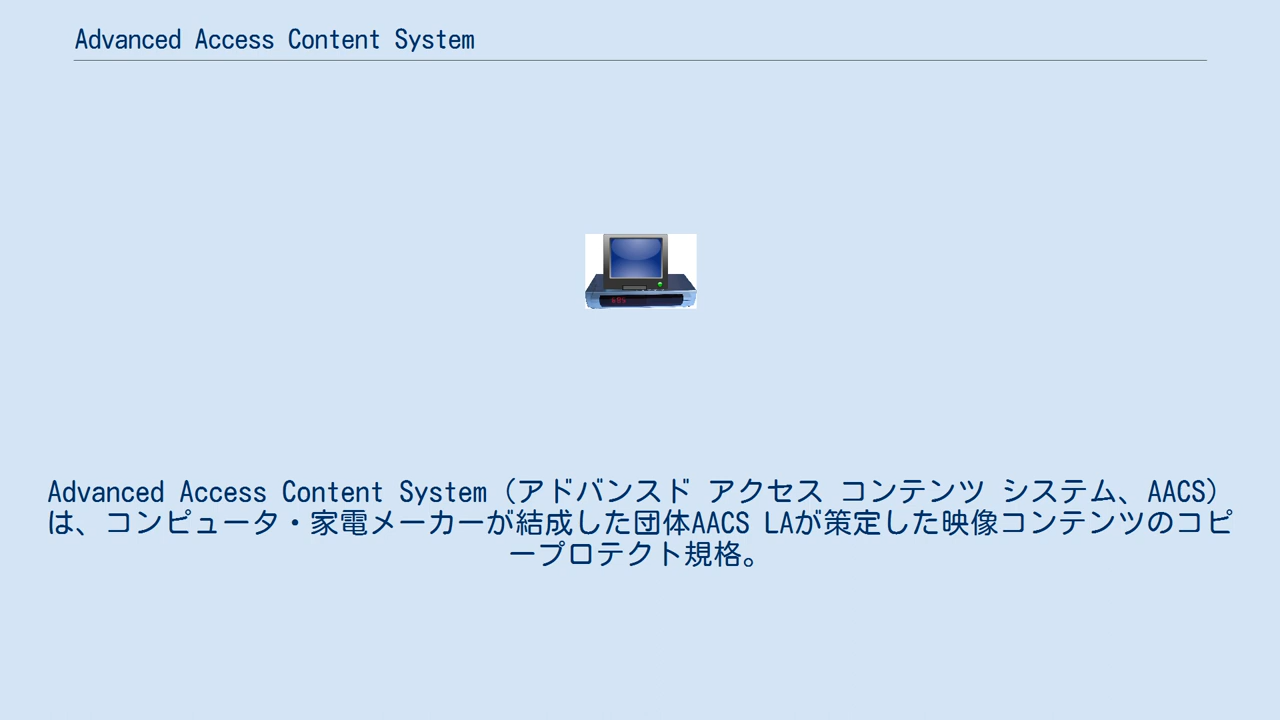 Advanced Access Content System
685
Advanced Access Content System（アドバンスド アクセス コンテンツ システム、AACS）
は、コンピュータ・家電メーカーが結成した団体AACS LAが策定した映像コンテンツのコピ
ープロテクト規格。